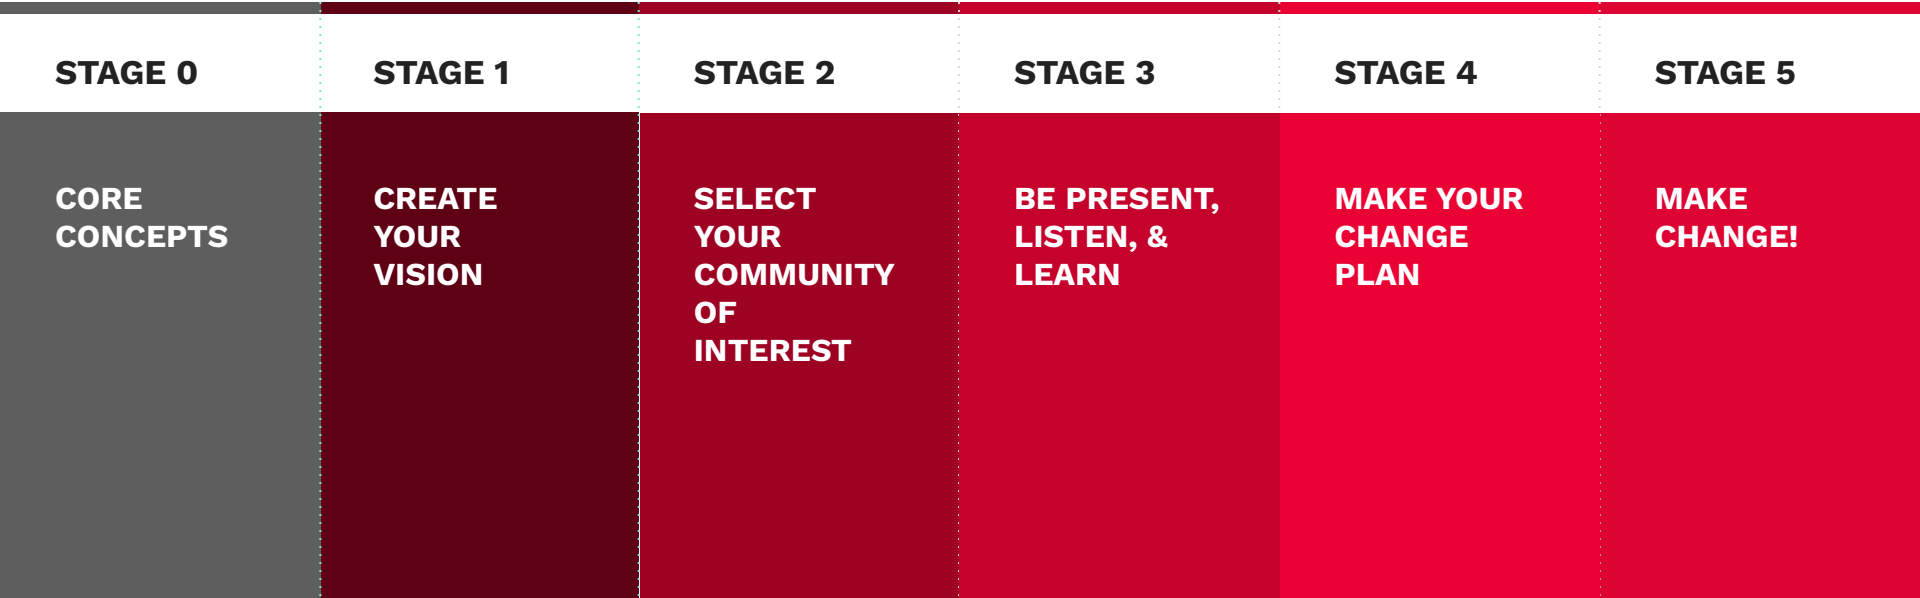 STAGE 0
CORE
CONCEPTS
STAGE 1
CREATE
YOUR
VISION
STAGE 2
SELECT
YOUR
COMMUNITY
OF
INTEREST
STAGE 3
BE PRESENT,
LISTEN, &
LEARN
STAGE 4
MAKE YOUR
CHANGE
PLAN
STAGE 5
MAKE
CHANGE!